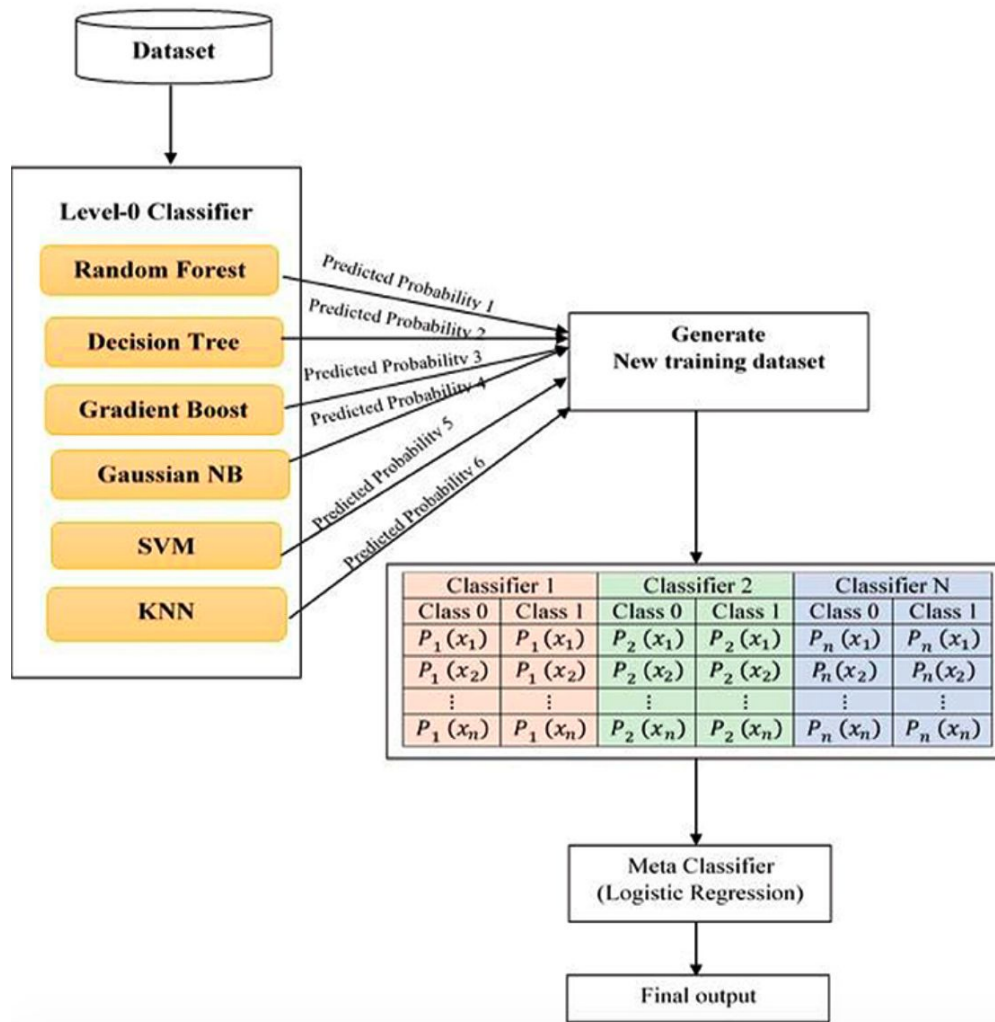 Dataset
Level-0 Classifier
Random Forest
Decision Tree
Gradient Boost
Gaussian NB
SVM
KNN
Predicted Probability 1
Predicted Probability 2
Predicted Probability 3
Predicted Probability 4
Predicted Probability 5
Predicted Probability 6
Generate
New training dataset
Classifier 1 Classifier 2 Classifier N
Class 0 Class 1 Class 0 Class 1 Class 0 Class 1
P₁(x₁) P₁(x₁) P₂(x₁) P₂(x₁) Pₙ(x₁) Pₙ(x₁)
P₁(x₂) P₁(x₂) P₂(x₂) P₂(x₂) Pₙ(x₂) Pₙ(x₂)
⋮ ⋮ ⋮ ⋮ ⋮ ⋮
P₁(xₙ) P₁(xₙ) P₂(xₙ) P₂(xₙ) Pₙ(xₙ) Pₙ(xₙ)
Meta Classifier
(Logistic Regression)
Final output